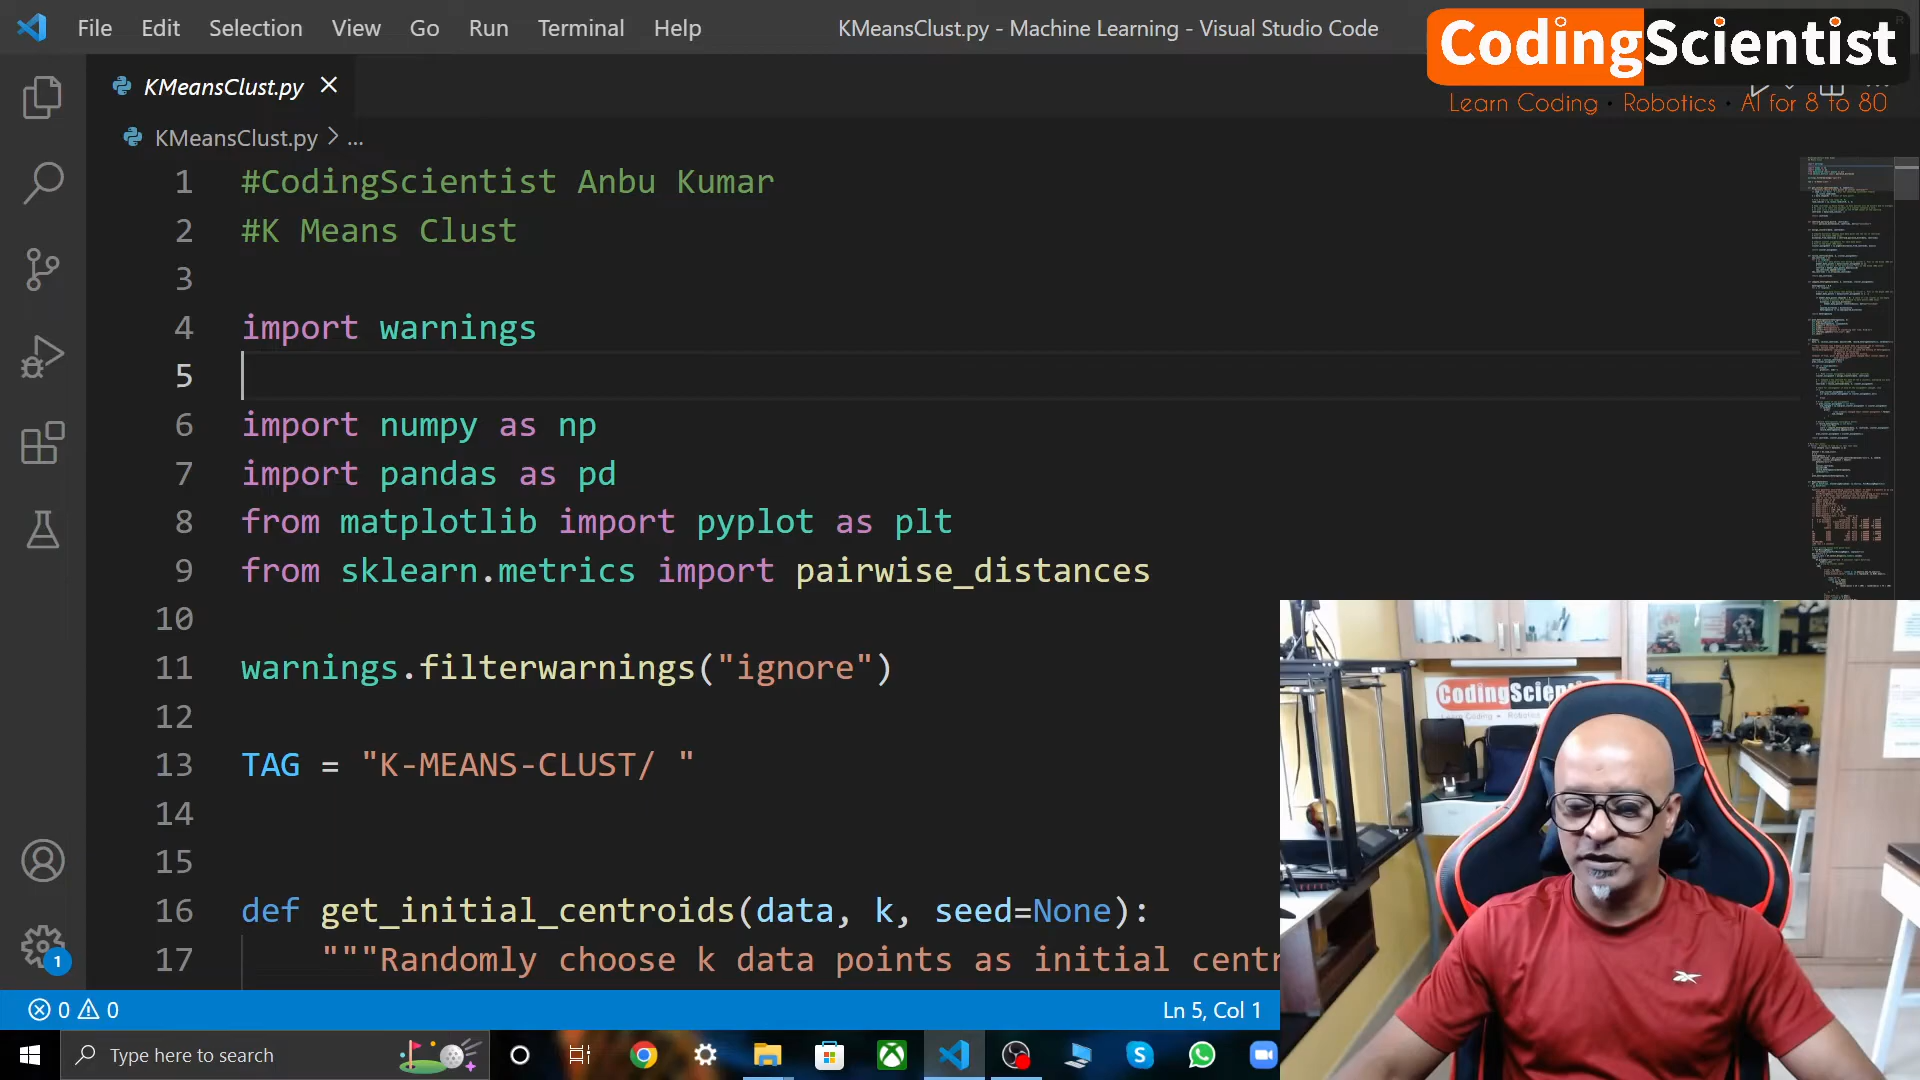 File Edit Selection View Go Run Terminal Help
KMeansClust.py - Machine Learning - Visual Studio Code
CodingScientist
Learn Coding • Robotics • AI for 8 to 80
KMeansClust.py
KMeansClust.py > ...
1 #CodingScientist Anbu Kumar
2 #K Means Clust
3
4 import warnings
5
6 import numpy as np
7 import pandas as pd
8 from matplotlib import pyplot as plt
9 from sklearn.metrics import pairwise_distances
10
11 warnings.filterwarnings("ignore")
12
13 TAG = "K-MEANS-CLUST/ "
14
15
16 def get_initial_centroids(data, k, seed=None):
17 """Randomly choose k data points as initial centr
CodingScient
Learn Coding • Robotics
1
0 0
Ln 5, Col 1
Type here to search